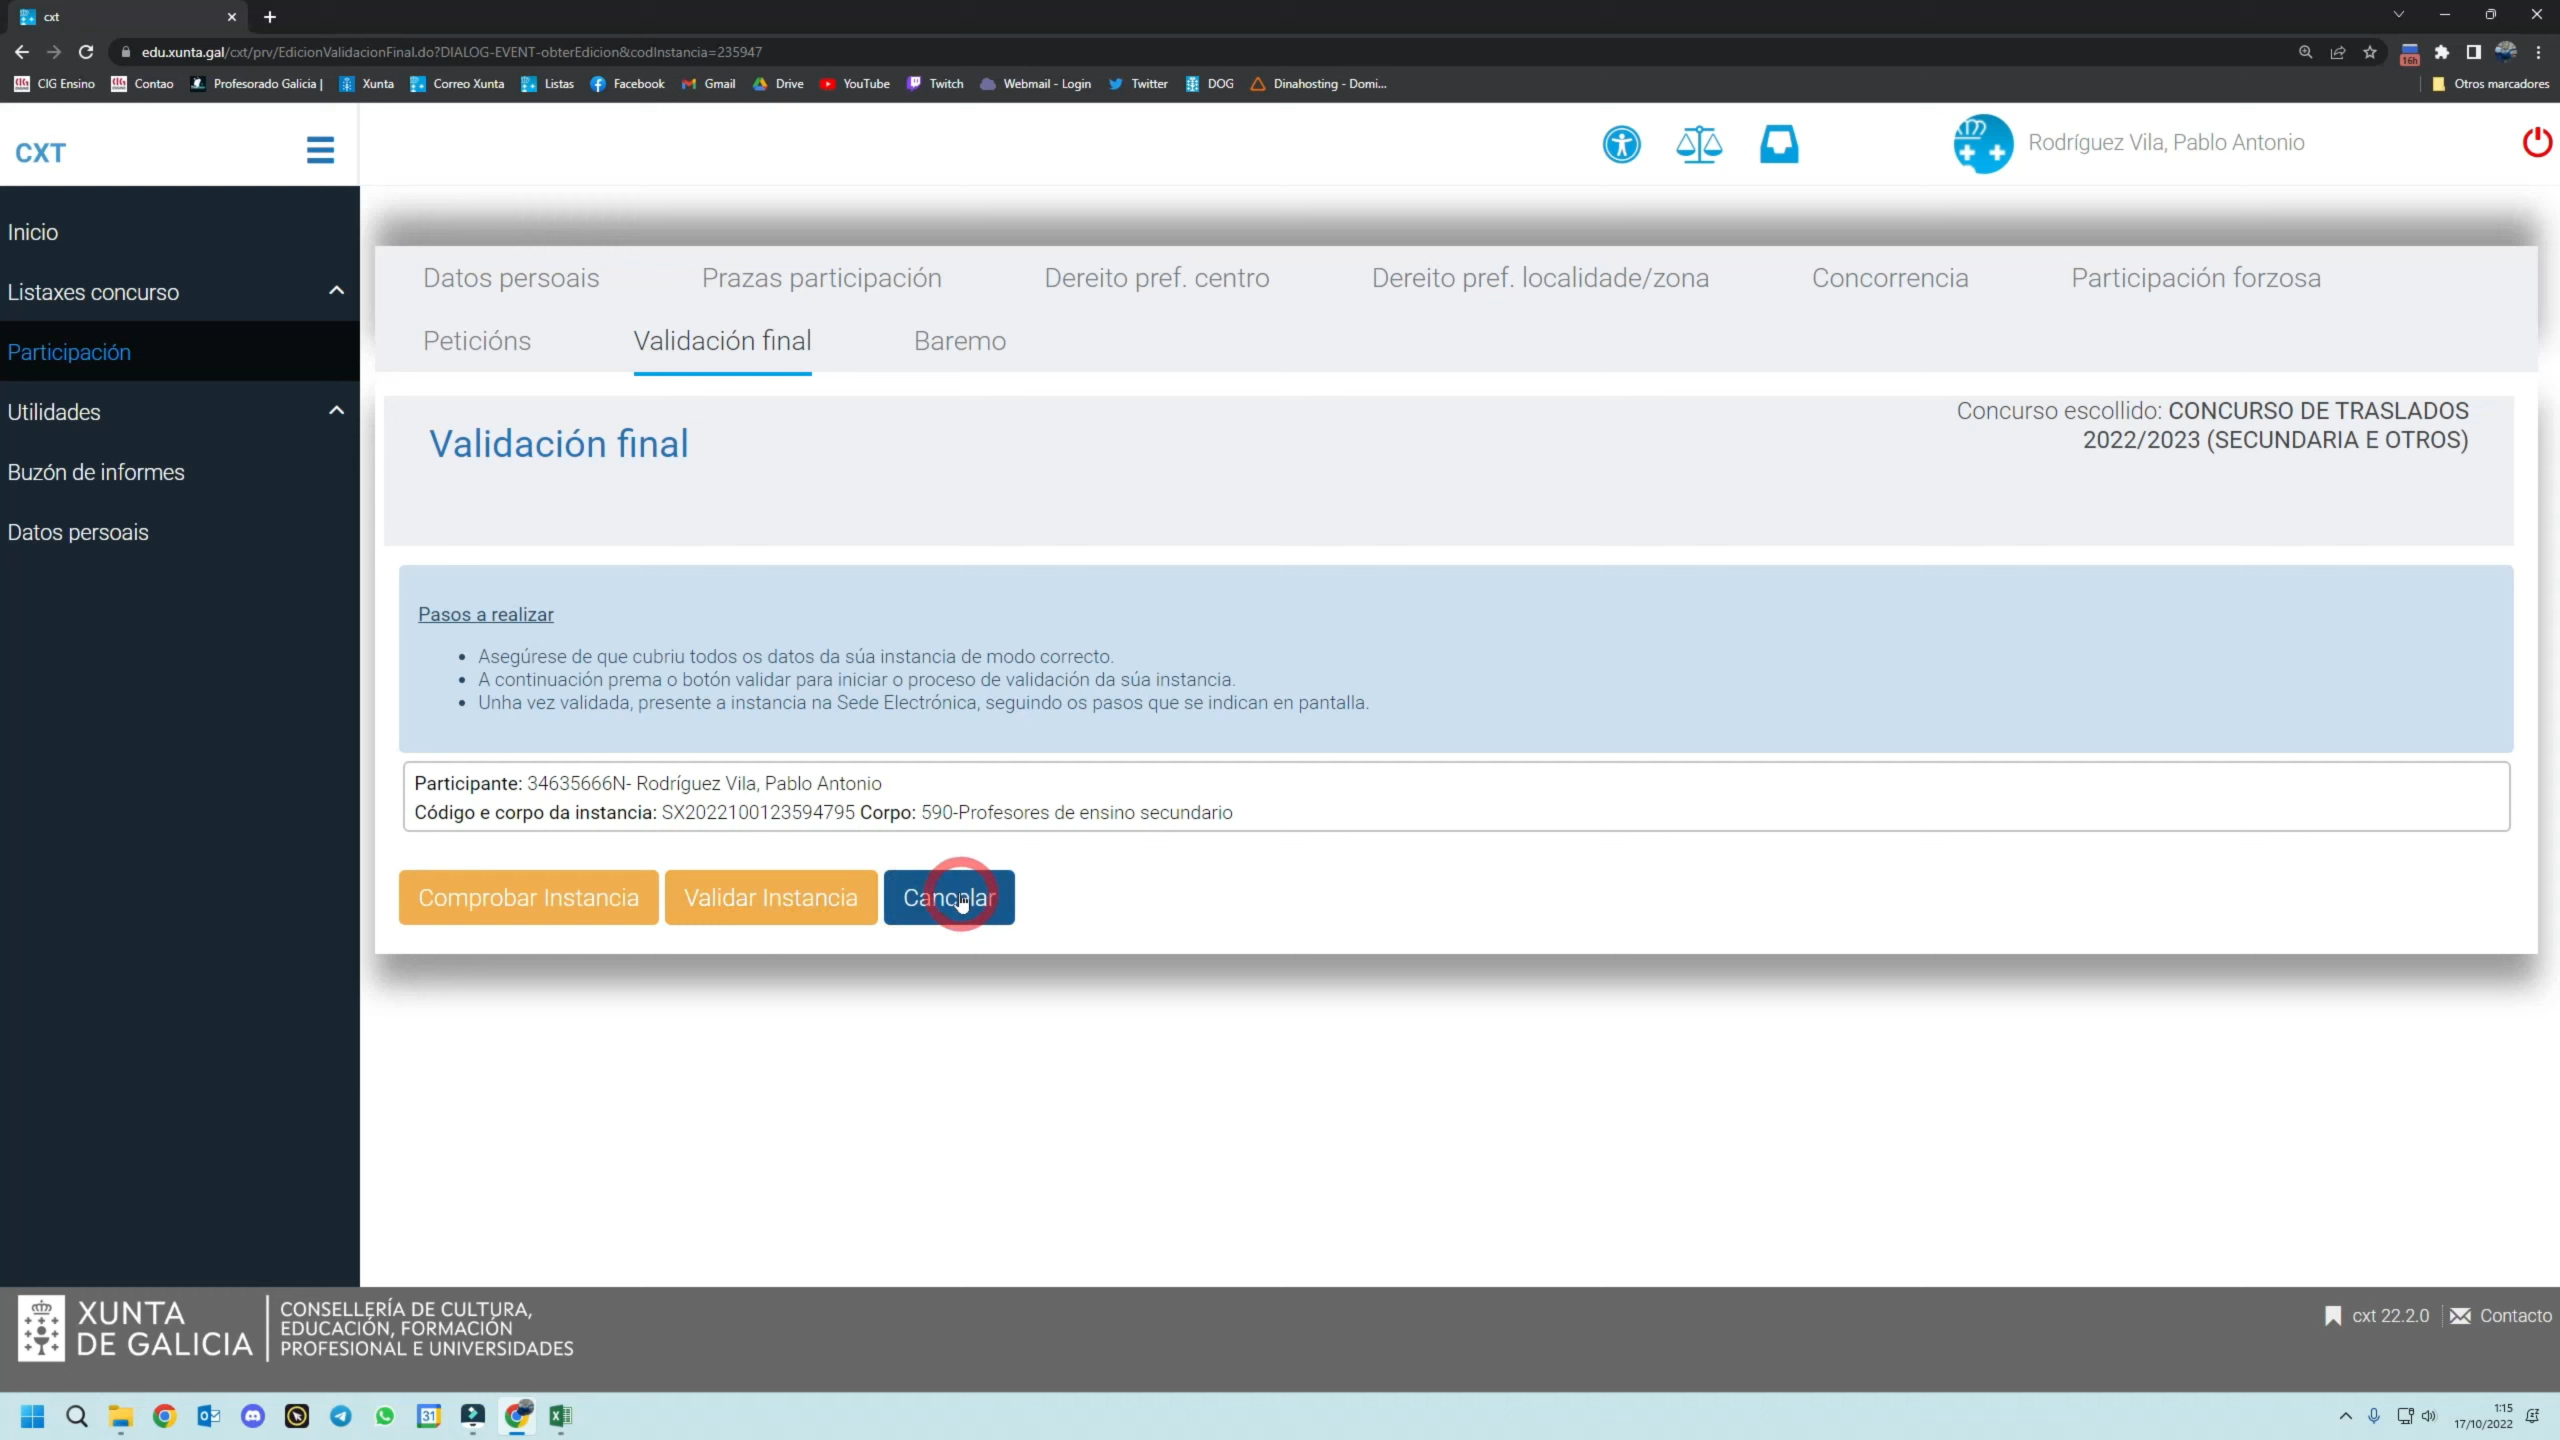 cxt
edu.xunta.gal/cxt/prv/EdicionValidacionFinal.do?DIALOG-EVENT-obterEdicion&codInstancia=235947
16h
CIG Ensino
Contao
Profesorado Galicia |
Xunta
Correo Xunta
Listas
Facebook
Gmail
Drive
YouTube
Twitch
Webmail - Login
Twitter
DOG
Dinahosting - Domi...
Otros marcadores
CXT
Rodríguez Vila, Pablo Antonio
Inicio
Listaxes concurso
Participación
Utilidades
Buzón de informes
Datos persoais
Datos persoais
Prazas participación
Dereito pref. centro
Dereito pref. localidade/zona
Concorrencia
Participación forzosa
Peticións
Validación final
Baremo
Validación final
Concurso escollido: CONCURSO DE TRASLADOS
2022/2023 (SECUNDARIA E OTROS)
Pasos a realizar
• Asegúrese de que cubriu todos os datos da súa instancia de modo correcto.
• A continuación prema o botón validar para iniciar o proceso de validación da súa instancia.
• Unha vez validada, presente a instancia na Sede Electrónica, seguindo os pasos que se indican en pantalla.
Participante: 34635666N- Rodríguez Vila, Pablo Antonio
Código e corpo da instancia: SX2022100123594795 Corpo: 590-Profesores de ensino secundario
Comprobar Instancia
Validar Instancia
Cancelar
XUNTA
DE GALICIA
CONSELLERÍA DE CULTURA,
EDUCACIÓN, FORMACIÓN
PROFESIONAL E UNIVERSIDADES
cxt 22.2.0
Contacto
31
1:15
17/10/2022